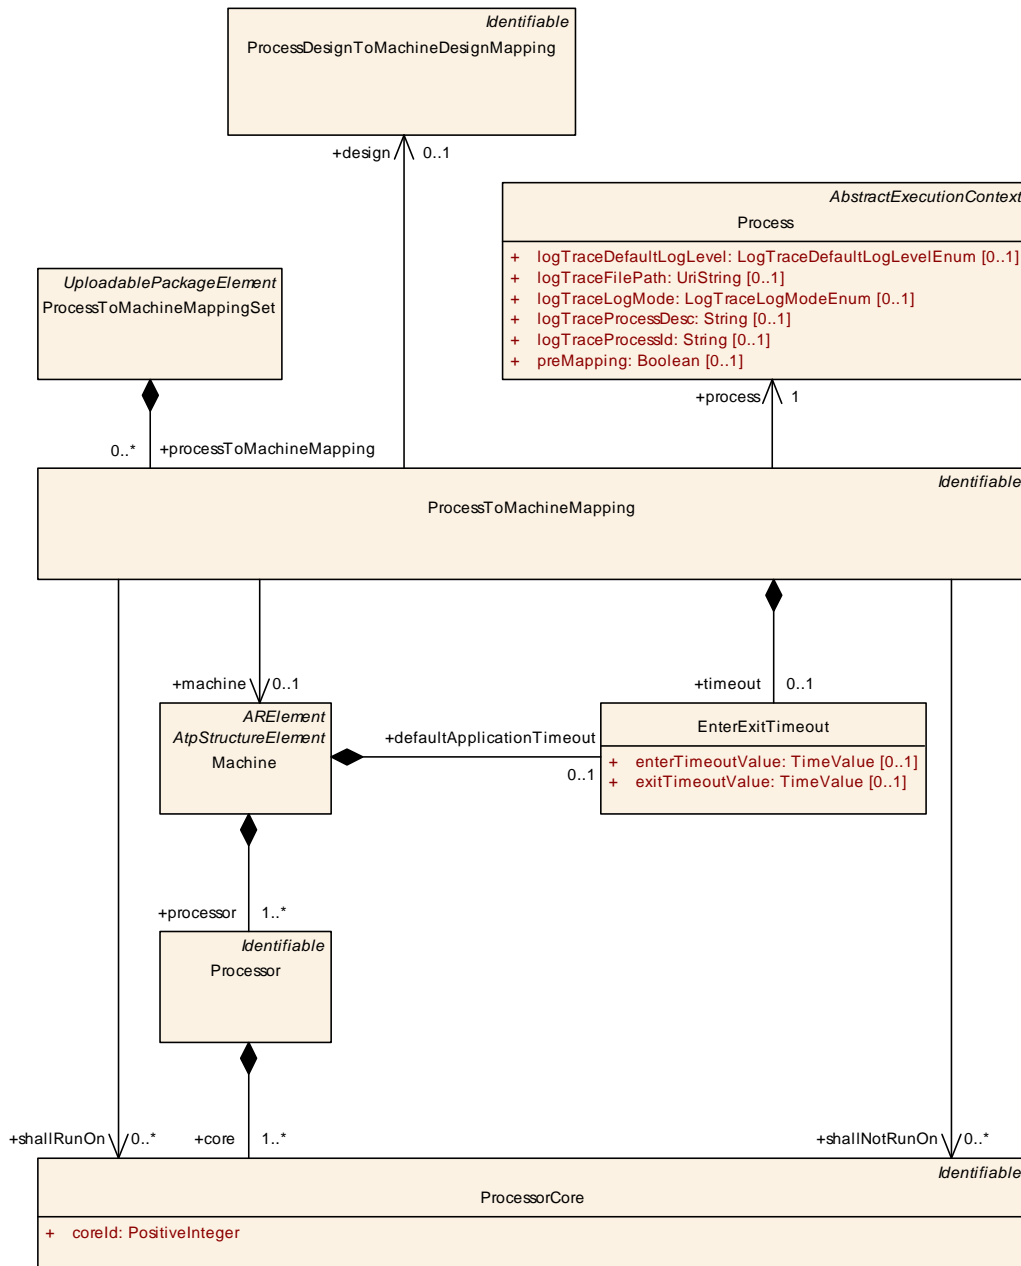 Identifiable
ProcessDesignToMachineDesignMapping
+design 0..1
AbstractExecutionContext
Process
+ logTraceDefaultLogLevel: LogTraceDefaultLogLevelEnum [0..1]
+ logTraceFilePath: UriString [0..1]
+ logTraceLogMode: LogTraceLogModeEnum [0..1]
+ logTraceProcessDesc: String [0..1]
+ logTraceProcessId: String [0..1]
+ preMapping: Boolean [0..1]
UploadablePackageElement
ProcessToMachineMappingSet
+process 1
0..* +processToMachineMapping
Identifiable
ProcessToMachineMapping
+machine 0..1
+timeout 0..1
ARElement
AtpStructureElement
Machine
+defaultApplicationTimeout
0..1
EnterExitTimeout
+ enterTimeoutValue: TimeValue [0..1]
+ exitTimeoutValue: TimeValue [0..1]
+processor 1..*
Identifiable
Processor
+shallRunOn 0..*
+core 1..*
+shallNotRunOn 0..*
Identifiable
ProcessorCore
+ coreId: PositiveInteger